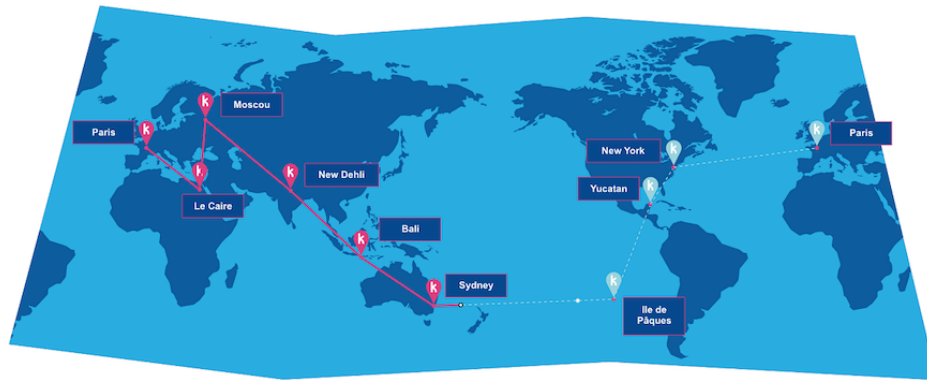 Moscou
Paris
New Dehli
Le Caire
Bali
Sydney
New York
Yucatan
Ile de
Pâques
Paris
k
k
k
k
k
k
k
k
k
k